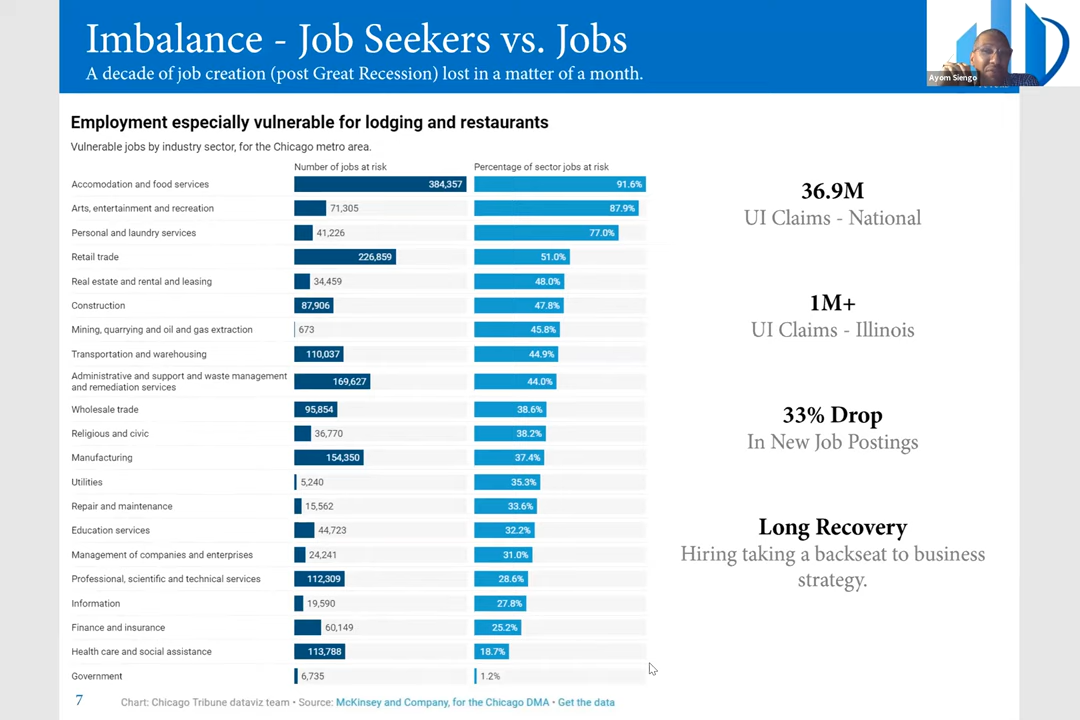 Imbalance - Job Seekers vs. Jobs
A decade of job creation (post Great Recession) lost in a matter of a month.
Ayom Siengo
Employment especially vulnerable for lodging and restaurants
Vulnerable jobs by industry sector, for the Chicago metro area.
Number of jobs at risk Percentage of sector jobs at risk
Accomodation and food services 384,357 91.6%
Arts, entertainment and recreation 71,305 87.9%
Personal and laundry services 41,226 77.0%
Retail trade 226,859 51.0%
Real estate and rental and leasing 34,459 48.0%
Construction 87,906 47.8%
Mining, quarrying and oil and gas extraction 673 45.8%
Transportation and warehousing 110,037 44.9%
Administrative and support and waste management
and remediation services 169,627 44.0%
Wholesale trade 95,854 38.6%
Religious and civic 36,770 38.2%
Manufacturing 154,350 37.4%
Utilities 5,240 35.3%
Repair and maintenance 15,562 33.6%
Education services 44,723 32.2%
Management of companies and enterprises 24,241 31.0%
Professional, scientific and technical services 112,309 28.6%
Information 19,590 27.8%
Finance and insurance 60,149 25.2%
Health care and social assistance 113,788 18.7%
Government 6,735 1.2%
36.9M
UI Claims - National
1M+
UI Claims - Illinois
33% Drop
In New Job Postings
Long Recovery
Hiring taking a backseat to business
strategy.
7
Chart: Chicago Tribune dataviz team • Source: McKinsey and Company, for the Chicago DMA • Get the data